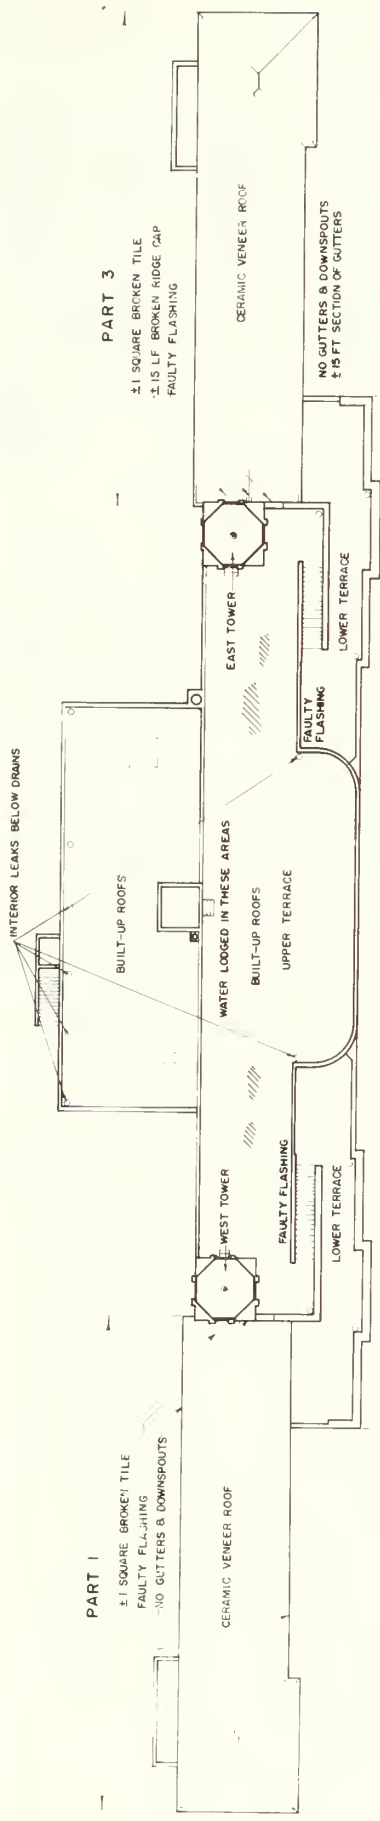 PART 1
±1 SQUARE BROKEN TILE
FAULTY FLASHING
NO GUTTERS & DOWNSPOUTS
CERAMIC VENEER ROOF
INTERIOR LEAKS BELOW DRAINS
BUILT-UP ROOFS
WEST TOWER
WATER LODGED IN THESE AREAS
BUILT-UP ROOFS
UPPER TERRACE
EAST TOWER
FAULTY FLASHING
LOWER TERRACE
FAULTY
FLASHING
LOWER TERRACE
PART 3
±1 SQUARE BROKEN TILE
±15 LF BROKEN RIDGE CAP
FAULTY FLASHING
CERAMIC VENEER ROOF
NO GUTTERS & DOWNSPOUTS
±15 FT SECTION OF GUTTERS